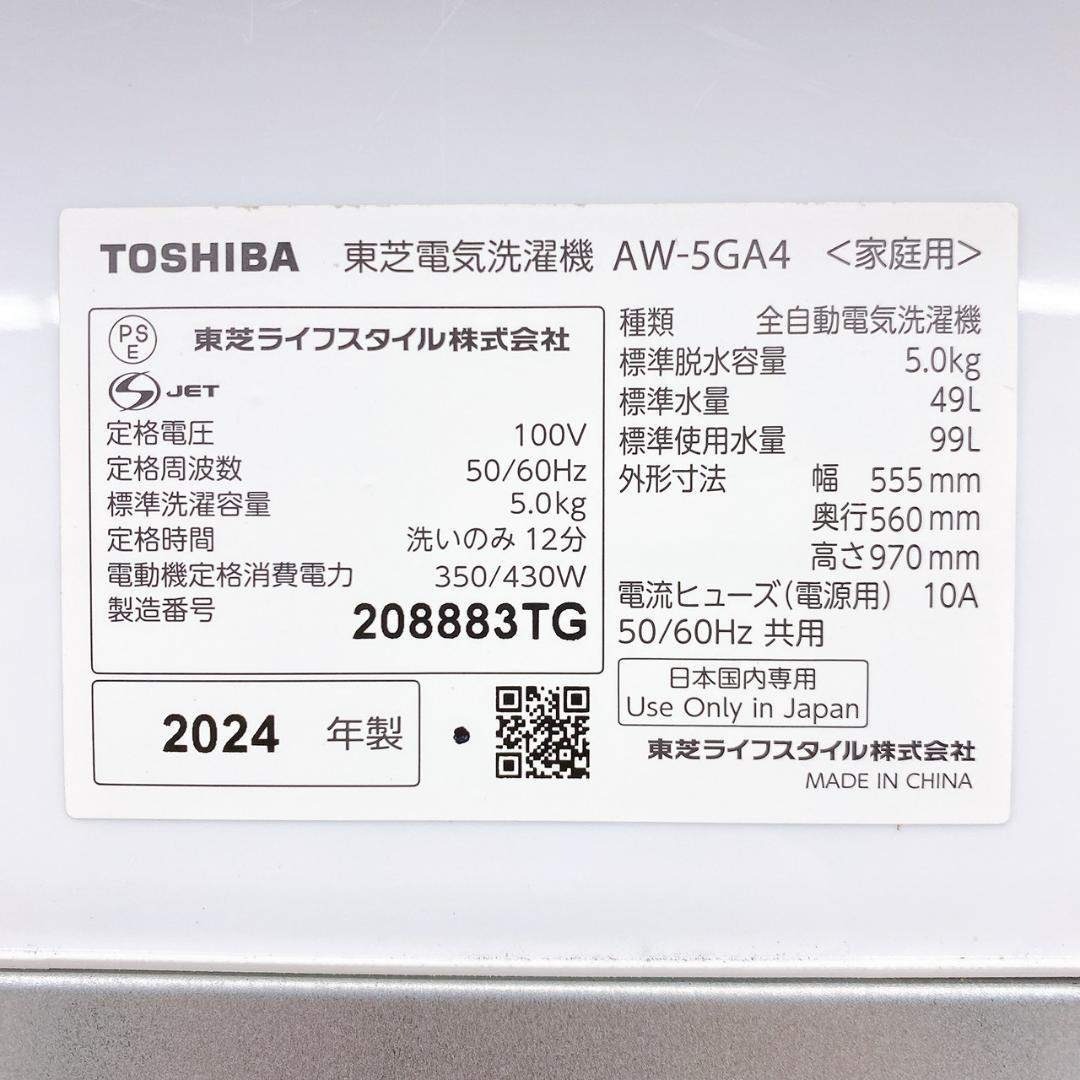 TOSHIBA 東芝電気洗濯機 AW-5GA4 <家庭用>
PS
E
東芝ライフスタイル株式会社
JET
定格電圧 100V
定格周波数 50/60Hz
標準洗濯容量 5.0kg
定格時間 洗いのみ 12分
電動機定格消費電力 350/430W
製造番号 208883TG
2024 年製
種類 全自動電気洗濯機
標準脱水容量 5.0kg
標準水量 49L
標準使用水量 99L
外形寸法 幅 555mm
奥行560mm
高さ970mm
電流ヒューズ(電源用) 10A
50/60Hz 共用
日本国内専用
Use Only in Japan
東芝ライフスタイル株式会社
MADE IN CHINA